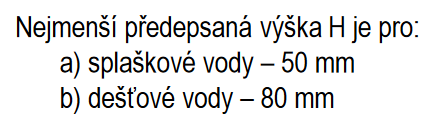 Nejmenší předepsaná výška H je pro:
a) splaškové vody – 50 mm
b) dešťové vody – 80 mm